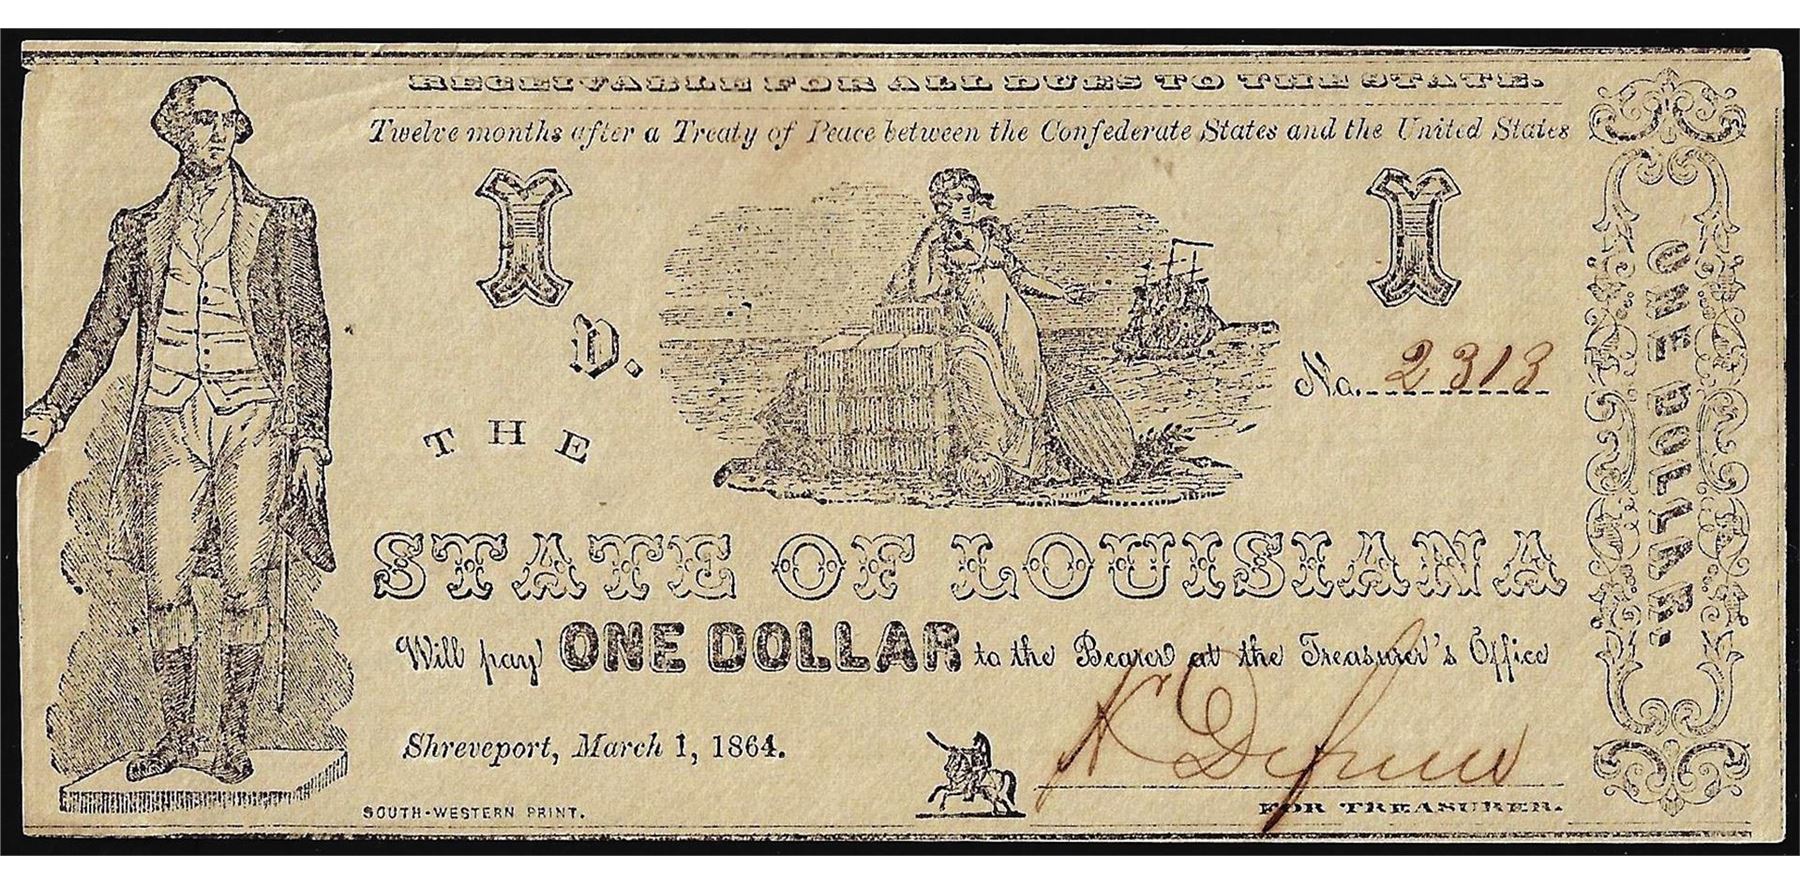 RECEIVABLE FOR ALL DUES TO THE STATE.
Twelve months after a Treaty of Peace between the Confederate States and the United States
1 1
D.
No. 2313
THE
STATE OF LOUISIANA
Will pay ONE DOLLAR to the Bearer at the Treasurer's Office
Shreveport, March 1, 1864.
FOR TREASURER.
SOUTH-WESTERN PRINT.
ONE DOLLAR.